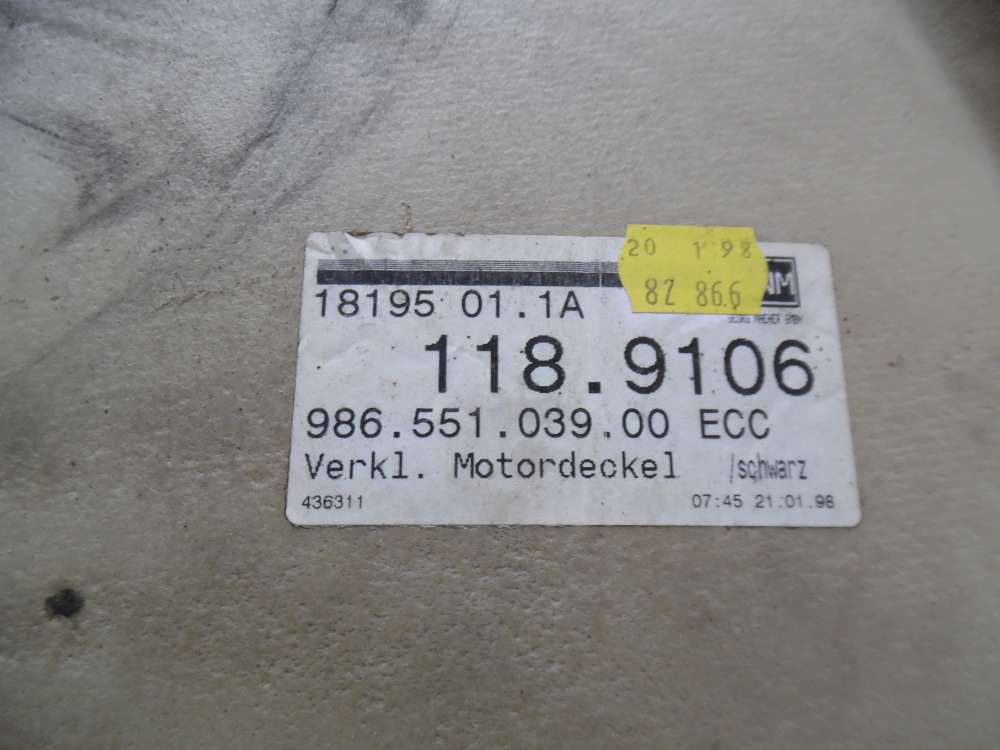 20 1 98
82 86.6
18195 01.1A
118.9106
986.551.039.00 ECC
Verkl. Motordeckel /schwarz
436311 07:45 21.01.98